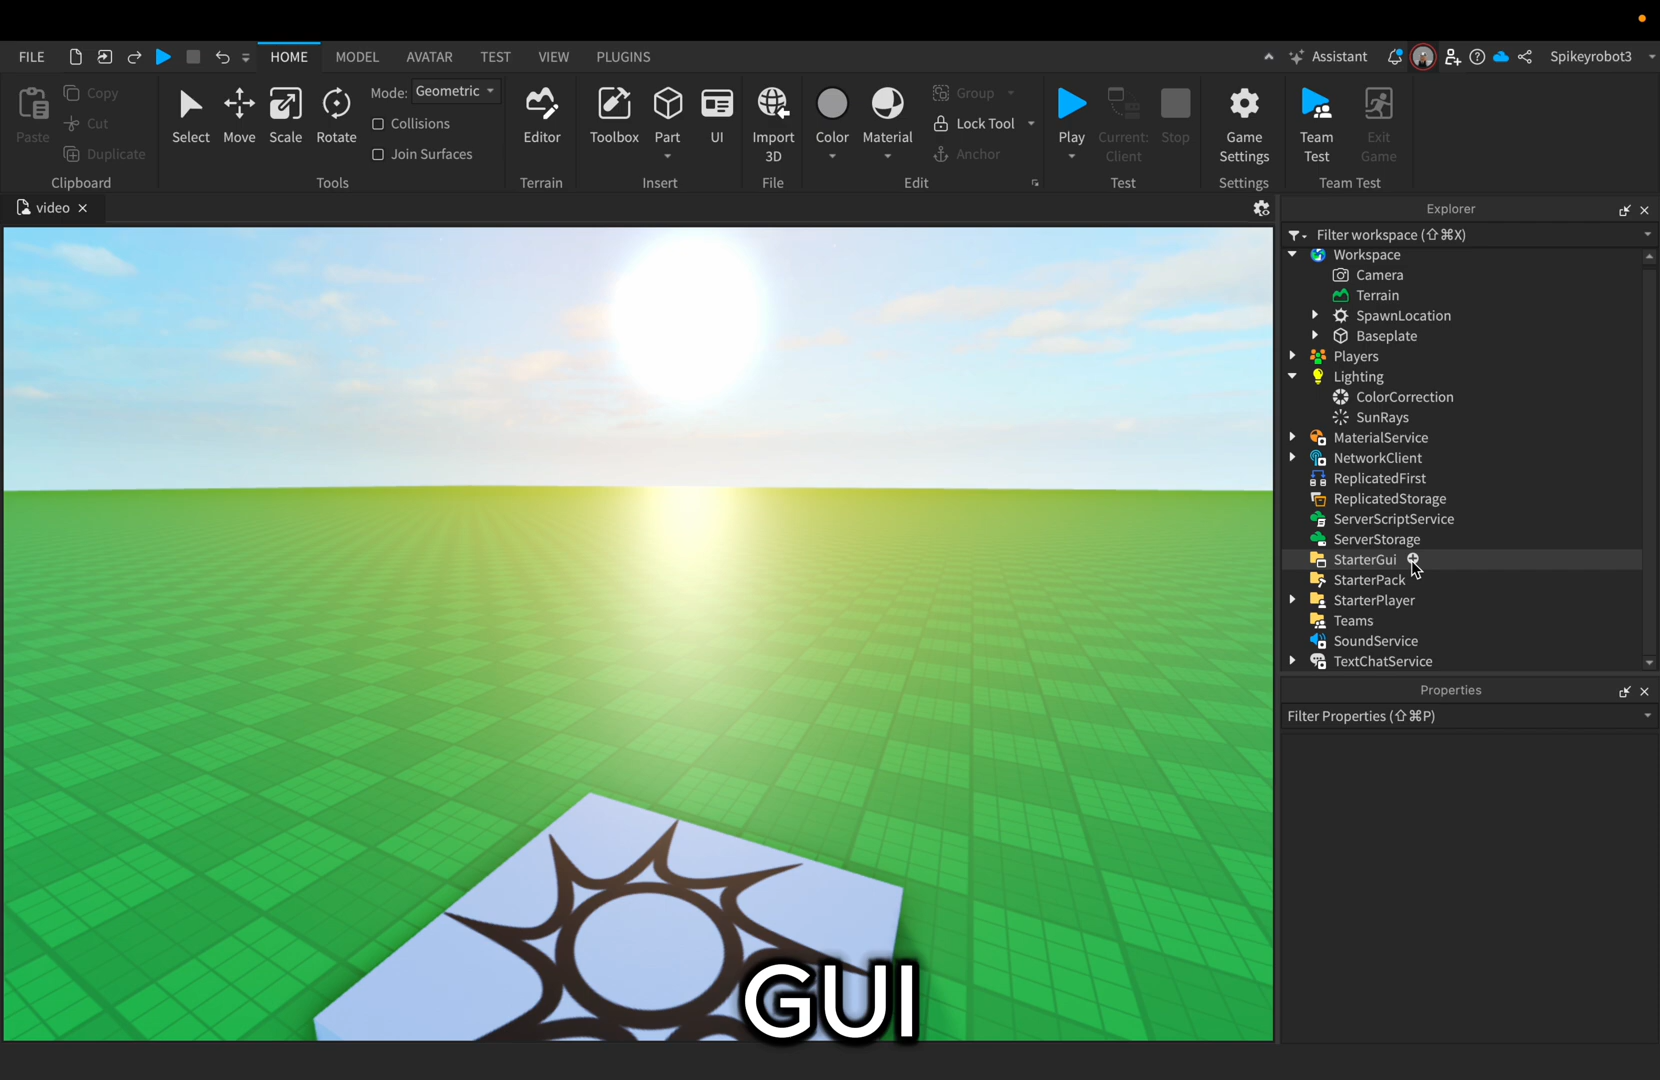 FILE
HOME
MODEL
AVATAR
TEST
VIEW
PLUGINS
Assistant
Spikeyrobot3
Paste
Copy
Cut
Duplicate
Clipboard
Select
Move
Scale
Rotate
Mode: Geometric
Collisions
Join Surfaces
Tools
Editor
Terrain
Toolbox
Part
UI
Insert
Import
3D
File
Color
Material
Group
Lock Tool
Anchor
Edit
Play
Current:
Client
Stop
Test
Game
Settings
Settings
Team
Test
Exit
Game
Team Test
video
Explorer
Filter workspace (⇧⌘X)
Workspace
Camera
Terrain
SpawnLocation
Baseplate
Players
Lighting
ColorCorrection
SunRays
MaterialService
NetworkClient
ReplicatedFirst
ReplicatedStorage
ServerScriptService
ServerStorage
StarterGui
StarterPack
StarterPlayer
Teams
SoundService
TextChatService
Properties
Filter Properties (⇧⌘P)
GUI